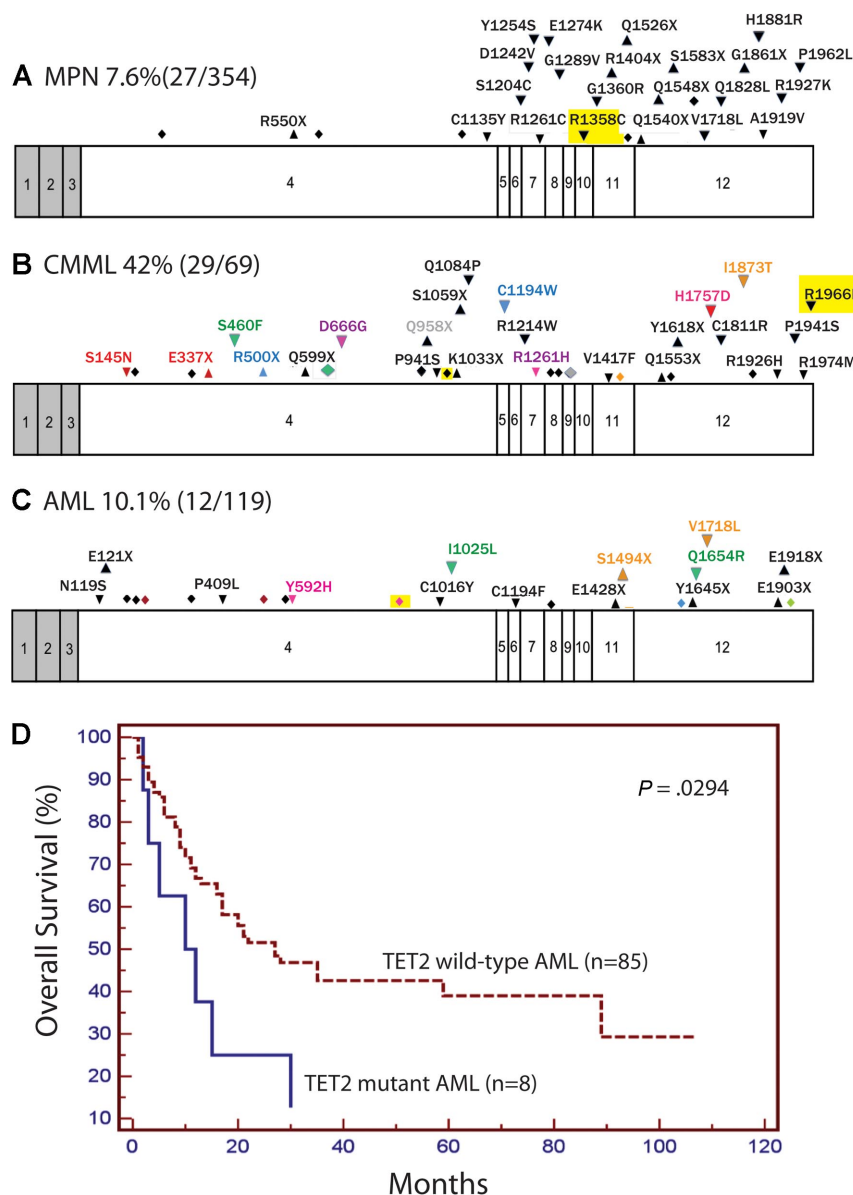 Y1254S E1274K Q1526X H1881R
D1242V G1289V R1404X S1583X G1861X P1962L
A MPN 7.6%(27/354)
S1204C G1360R Q1548X Q1828L R1927K
R550X C1135Y R1261C R1358C Q1540X V1718L A1919V
1 2 3 4 5 6 7 8 9 10 11 12
B CMML 42% (29/69)
Q1084P I1873T
S1059X C1194W H1757D R1966
S460F D666G Q958X R1214W Y1618X C1811R P1941S
S145N E337X R500X Q599X P941S K1033X R1261H V1417F Q1553X R1926H R1974M
1 2 3 4 5 6 7 8 9 10 11 12
C AML 10.1% (12/119)
V1718L
E121X I1025L S1494X Q1654R E1918X
N119S P409L Y592H C1016Y C1194F E1428X Y1645X E1903X
1 2 3 4 5 6 7 8 9 10 11 12
D
Overall Survival (%)
100
90
80
70
60
50
40
30
20
10
P = .0294
TET2 wild-type AML (n=85)
TET2 mutant AML (n=8)
0 20 40 60 80 100 120
Months